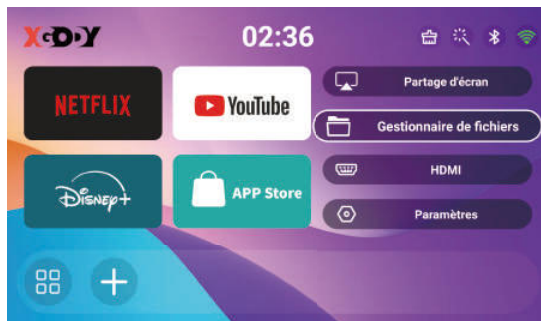 XGODY
02:36
NETFLIX
YouTube
Partage d'écran
Gestionnaire de fichiers
Disney+
APP Store
HDMI
Paramètres